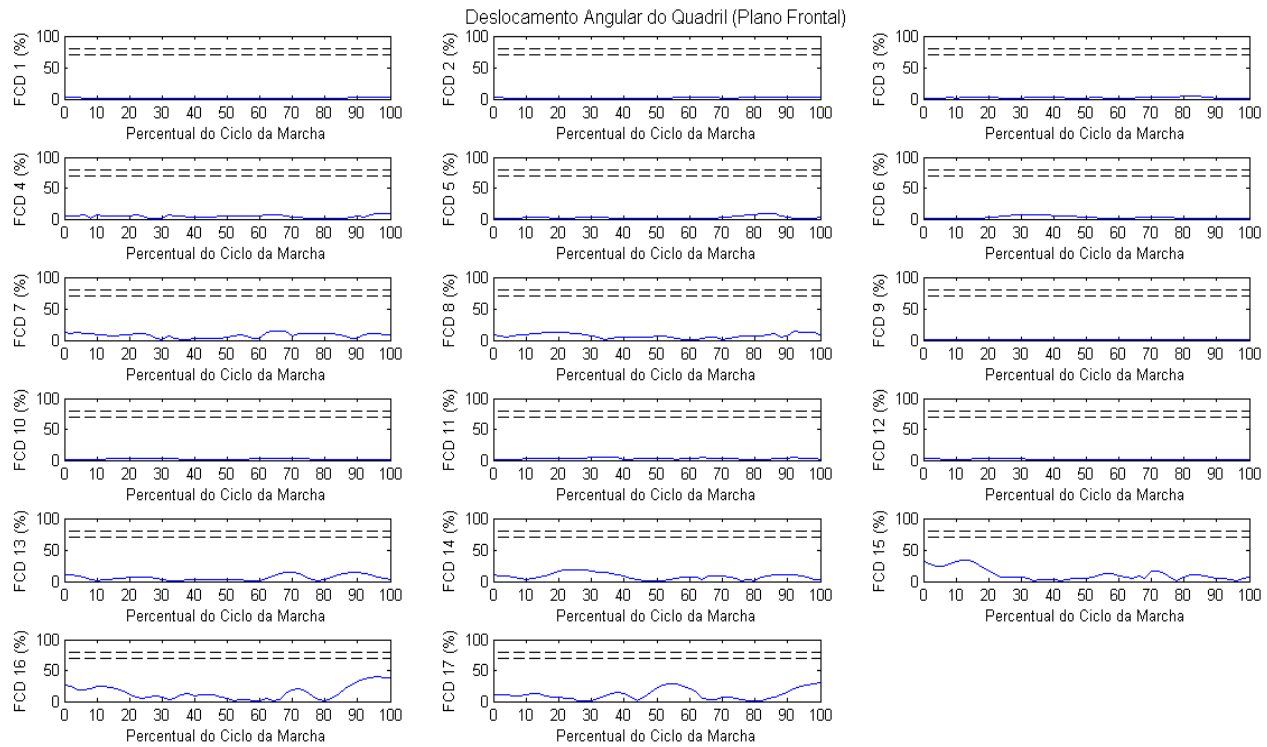 Deslocamento Angular do Quadril (Plano Frontal)
FCD 1 (%)
100
50
0
0 10 20 30 40 50 60 70 80 90 100
Percentual do Ciclo da Marcha
FCD 2 (%)
100
50
0
0 10 20 30 40 50 60 70 80 90 100
Percentual do Ciclo da Marcha
FCD 3 (%)
100
50
0
0 10 20 30 40 50 60 70 80 90 100
Percentual do Ciclo da Marcha
FCD 4 (%)
100
50
0
0 10 20 30 40 50 60 70 80 90 100
Percentual do Ciclo da Marcha
FCD 5 (%)
100
50
0
0 10 20 30 40 50 60 70 80 90 100
Percentual do Ciclo da Marcha
FCD 6 (%)
100
50
0
0 10 20 30 40 50 60 70 80 90 100
Percentual do Ciclo da Marcha
FCD 7 (%)
100
50
0
0 10 20 30 40 50 60 70 80 90 100
Percentual do Ciclo da Marcha
FCD 8 (%)
100
50
0
0 10 20 30 40 50 60 70 80 90 100
Percentual do Ciclo da Marcha
FCD 9 (%)
100
50
0
0 10 20 30 40 50 60 70 80 90 100
Percentual do Ciclo da Marcha
FCD 10 (%)
100
50
0
0 10 20 30 40 50 60 70 80 90 100
Percentual do Ciclo da Marcha
FCD 11 (%)
100
50
0
0 10 20 30 40 50 60 70 80 90 100
Percentual do Ciclo da Marcha
FCD 12 (%)
100
50
0
0 10 20 30 40 50 60 70 80 90 100
Percentual do Ciclo da Marcha
FCD 13 (%)
100
50
0
0 10 20 30 40 50 60 70 80 90 100
Percentual do Ciclo da Marcha
FCD 14 (%)
100
50
0
0 10 20 30 40 50 60 70 80 90 100
Percentual do Ciclo da Marcha
FCD 15 (%)
100
50
0
0 10 20 30 40 50 60 70 80 90 100
Percentual do Ciclo da Marcha
FCD 16 (%)
100
50
0
0 10 20 30 40 50 60 70 80 90 100
Percentual do Ciclo da Marcha
FCD 17 (%)
100
50
0
0 10 20 30 40 50 60 70 80 90 100
Percentual do Ciclo da Marcha